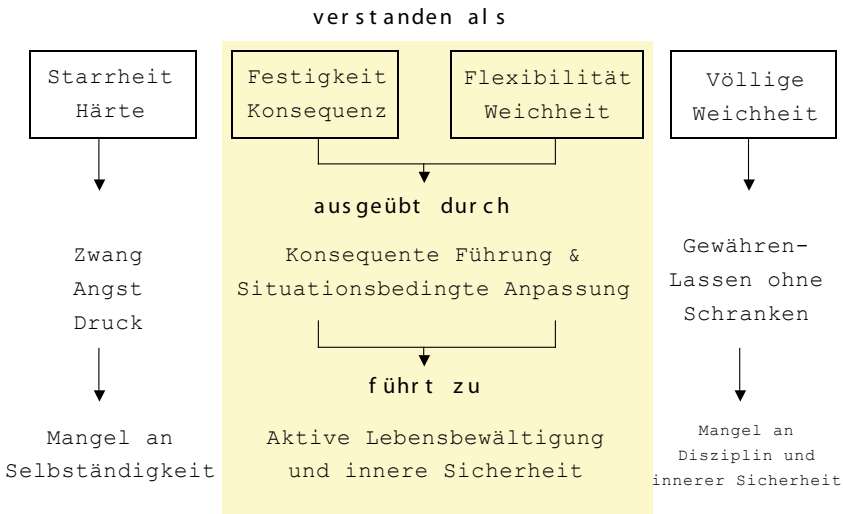 verstanden als
Starrheit
Härte
Festigkeit
Konsequenz
Flexibilität
Weichheit
Völlige
Weichheit
ausgeübt durch
Zwang
Angst
Druck
Konsequente Führung &
Situationsbedingte Anpassung
Gewähren-
Lassen ohne
Schranken
führt zu
Mangel an
Selbständigkeit
Aktive Lebensbewältigung
und innere Sicherheit
Mangel an
Disziplin und
innerer Sicherheit